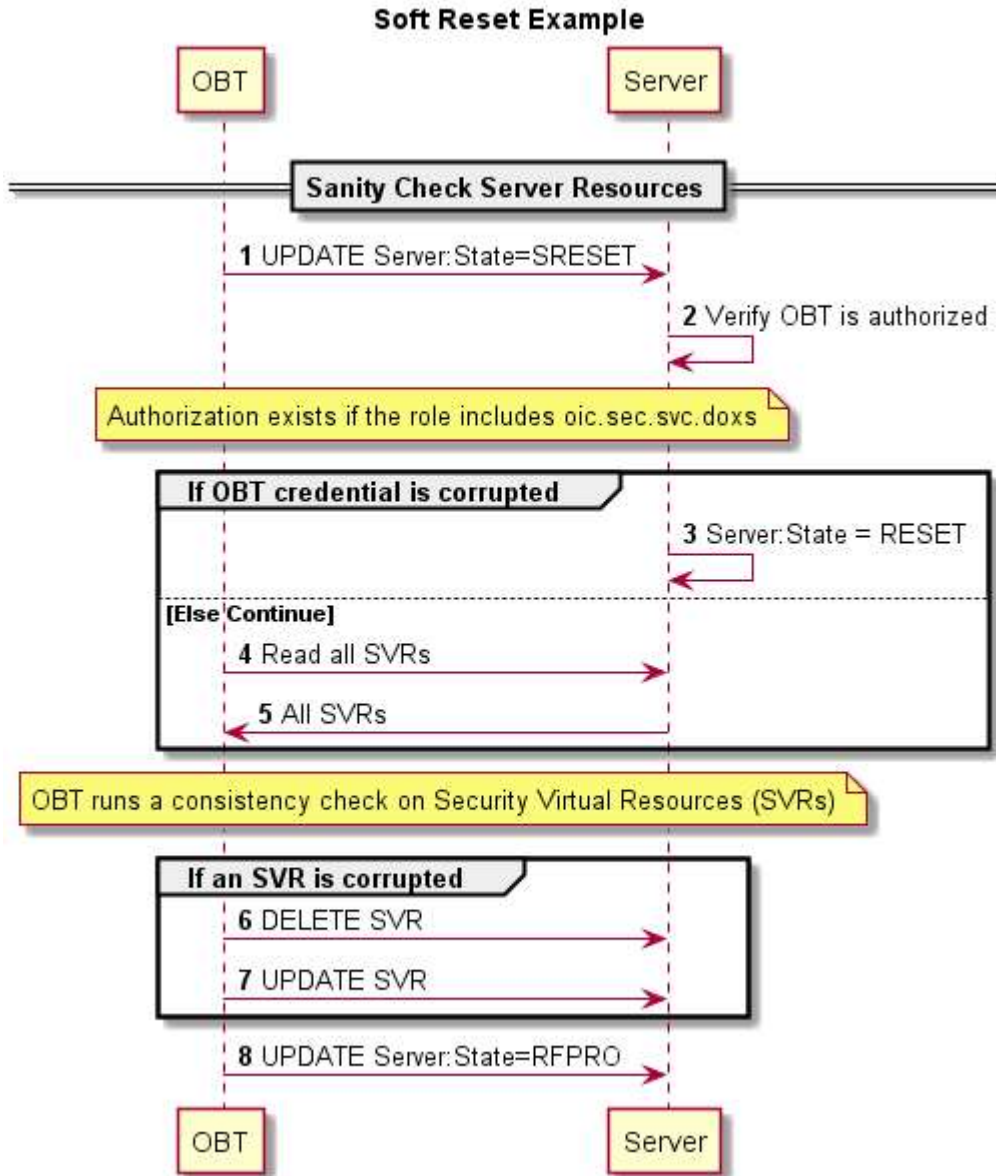 Soft Reset Example
OBT Server
Sanity Check Server Resources
1 UPDATE Server:State=SRESET
2 Verify OBT is authorized
Authorization exists if the role includes oic.sec.svc.doxs
If OBT credential is corrupted
3 Server:State = RESET
[Else Continue]
4 Read all SVRs
5 All SVRs
OBT runs a consistency check on Security Virtual Resources (SVRs)
If an SVR is corrupted
6 DELETE SVR
7 UPDATE SVR
8 UPDATE Server:State=RFPRO
OBT Server